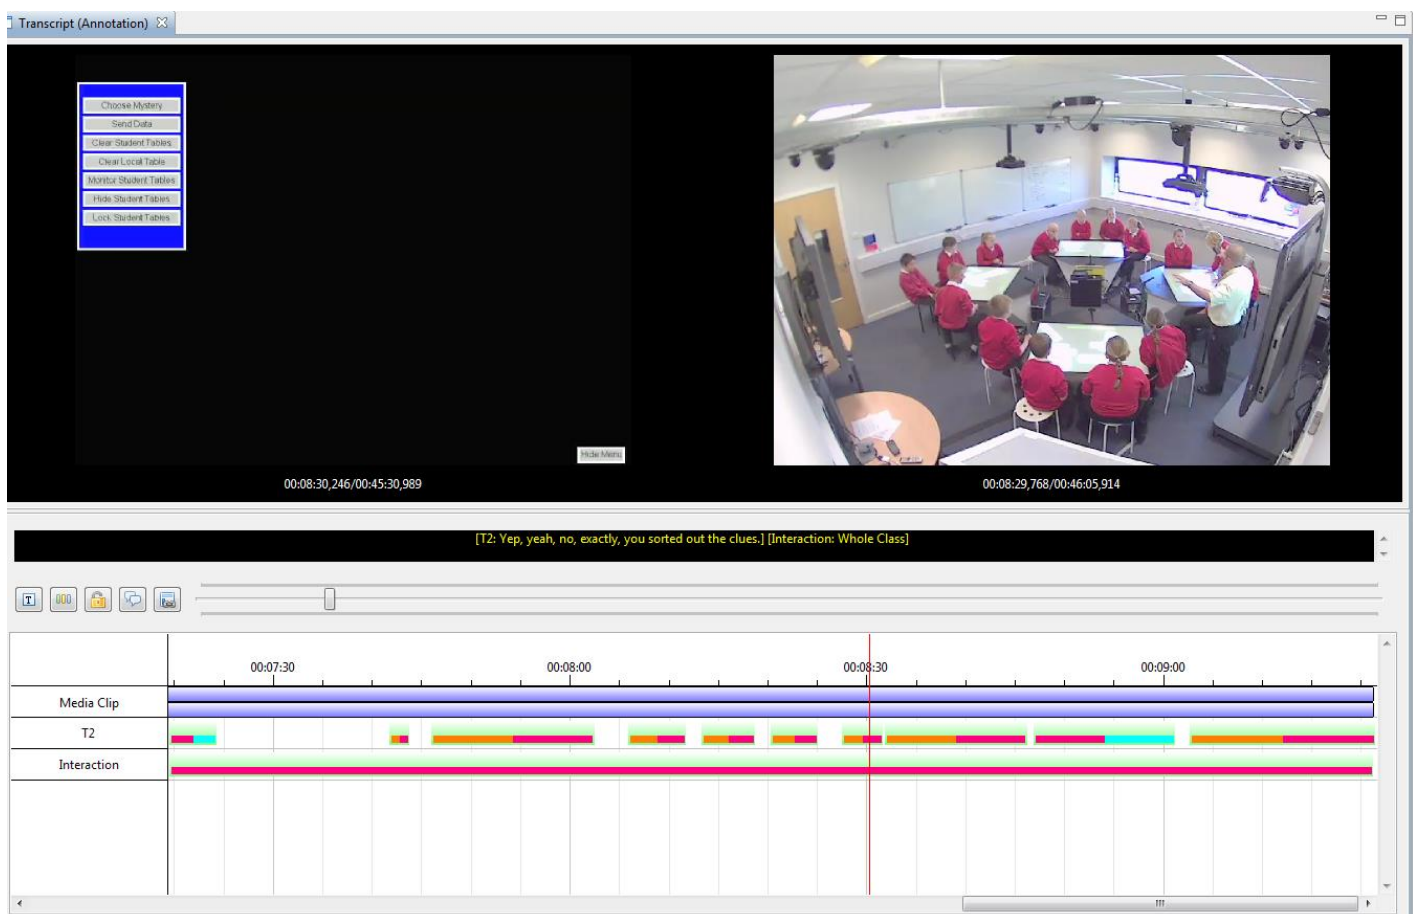 Transcript (Annotation)
Choose Mystery
Send Data
Clear Student Tables
Clear Local Table
Monitor Student Tables
Hide Student Tables
Lock Student Tables
Hide Menu
00:08:30,246/00:45:30,989
00:08:29,768/00:46:05,914
[T2: Yep, yeah, no, exactly, you sorted out the clues.] [Interaction: Whole Class]
T
00:07:30 00:08:00 00:08:30 00:09:00
Media Clip
T2
Interaction